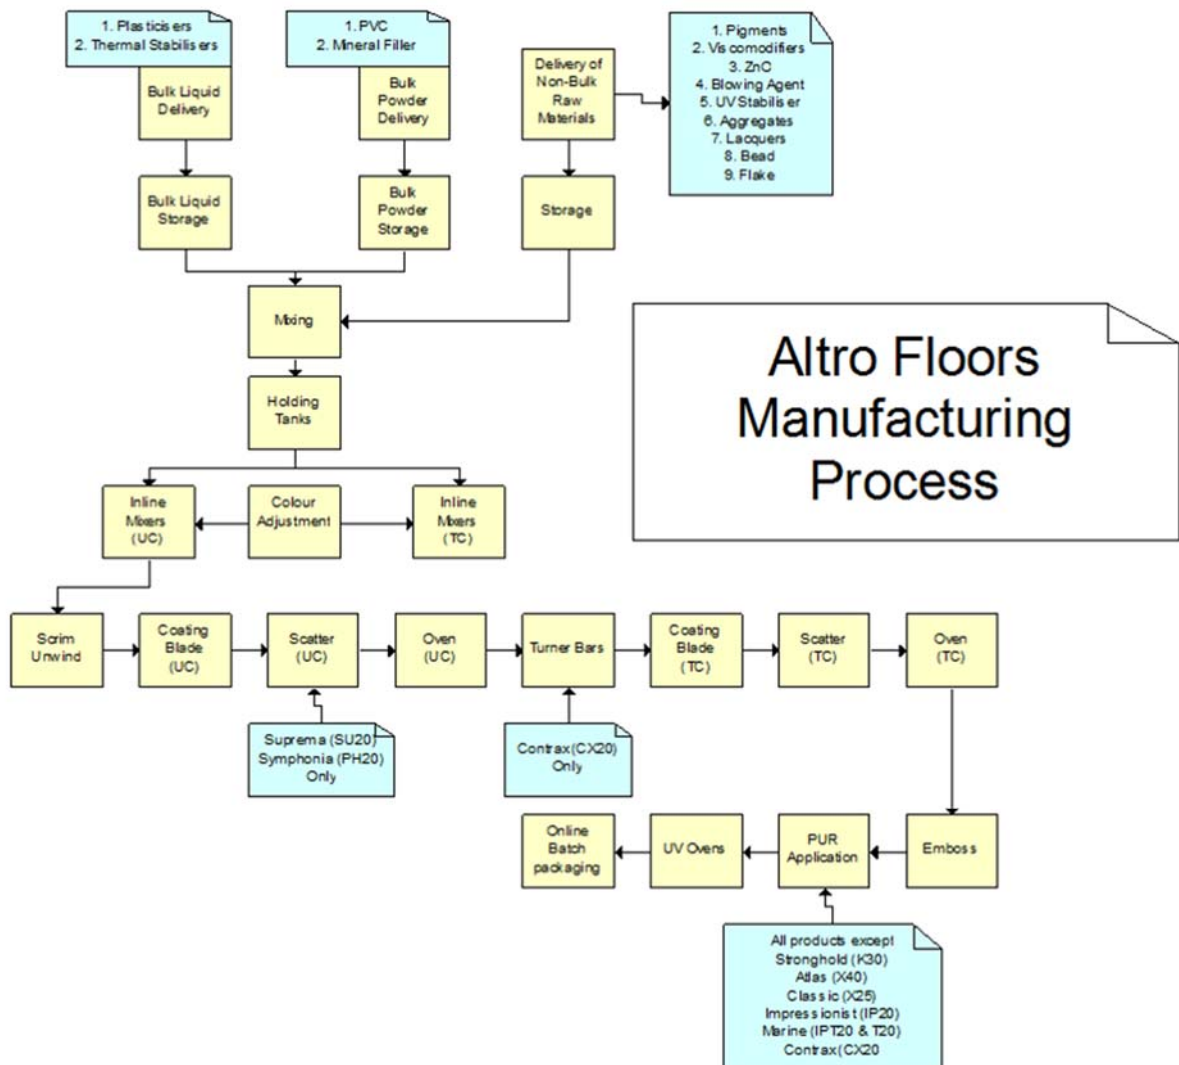 1. Plasticisers
2. Thermal Stabilisers
1. PVC
2. Mineral Filler
1. Pigments
2. Viscomodifiers
3. ZnC
4. Blowing Agent
5. UV Stabiliser
6. Aggregates
7. Lacquers
8. Bead
9. Flake
Bulk Liquid
Delivery
Bulk
Powder
Delivery
Delivery of
Non-Bulk
Raw
Materials
Bulk Liquid
Storage
Bulk
Powder
Storage
Storage
Mixing
Altro Floors
Manufacturing
Process
Holding
Tanks
Inline
Mixers
(UC)
Colour
Adjustment
Inline
Mixers
(TC)
Scrim
Unwind
Coating
Blade
(UC)
Scatter
(UC)
Oven
(UC)
Turner Bars
Coating
Blade
(TC)
Scatter
(TC)
Oven
(TC)
Suprema (SU20)
Symphonia (PH20)
Only
Contrax(CX20)
Only
Online
Batch
packaging
UV Ovens
PUR
Application
Emboss
All products except
Stronghold (K30)
Atlas (X40)
Classic (X25)
Impressionist (IP20)
Marine (IPT20 & T20)
Contrax(CX20